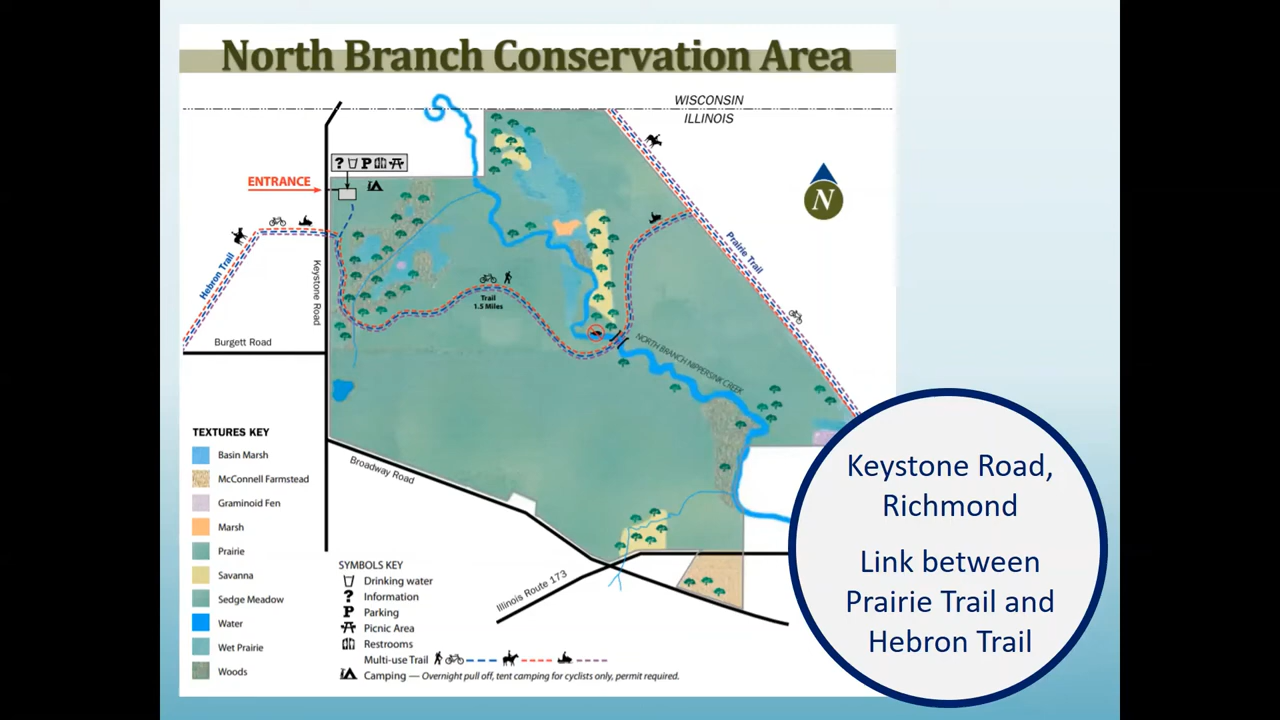 North Branch Conservation Area
WISCONSIN
ILLINOIS
? P
ENTRANCE
N
Hebron Trail
Keystone Road
Prairie Trail
Trail
1.5 Miles
Burgett Road
NORTH BRANCH NIPPERSINK CREEK
Broadway Road
Illinois Route 173
TEXTURES KEY
Basin Marsh
McConnell Farmstead
Graminoid Fen
Marsh
Prairie
Savanna
Sedge Meadow
Water
Wet Prairie
Woods
SYMBOLS KEY
Drinking water
? Information
P Parking
Picnic Area
Restrooms
Multi-use Trail
Camping — Overnight pull off, tent camping for cyclists only, permit required.
Keystone Road,
Richmond
Link between
Prairie Trail and
Hebron Trail